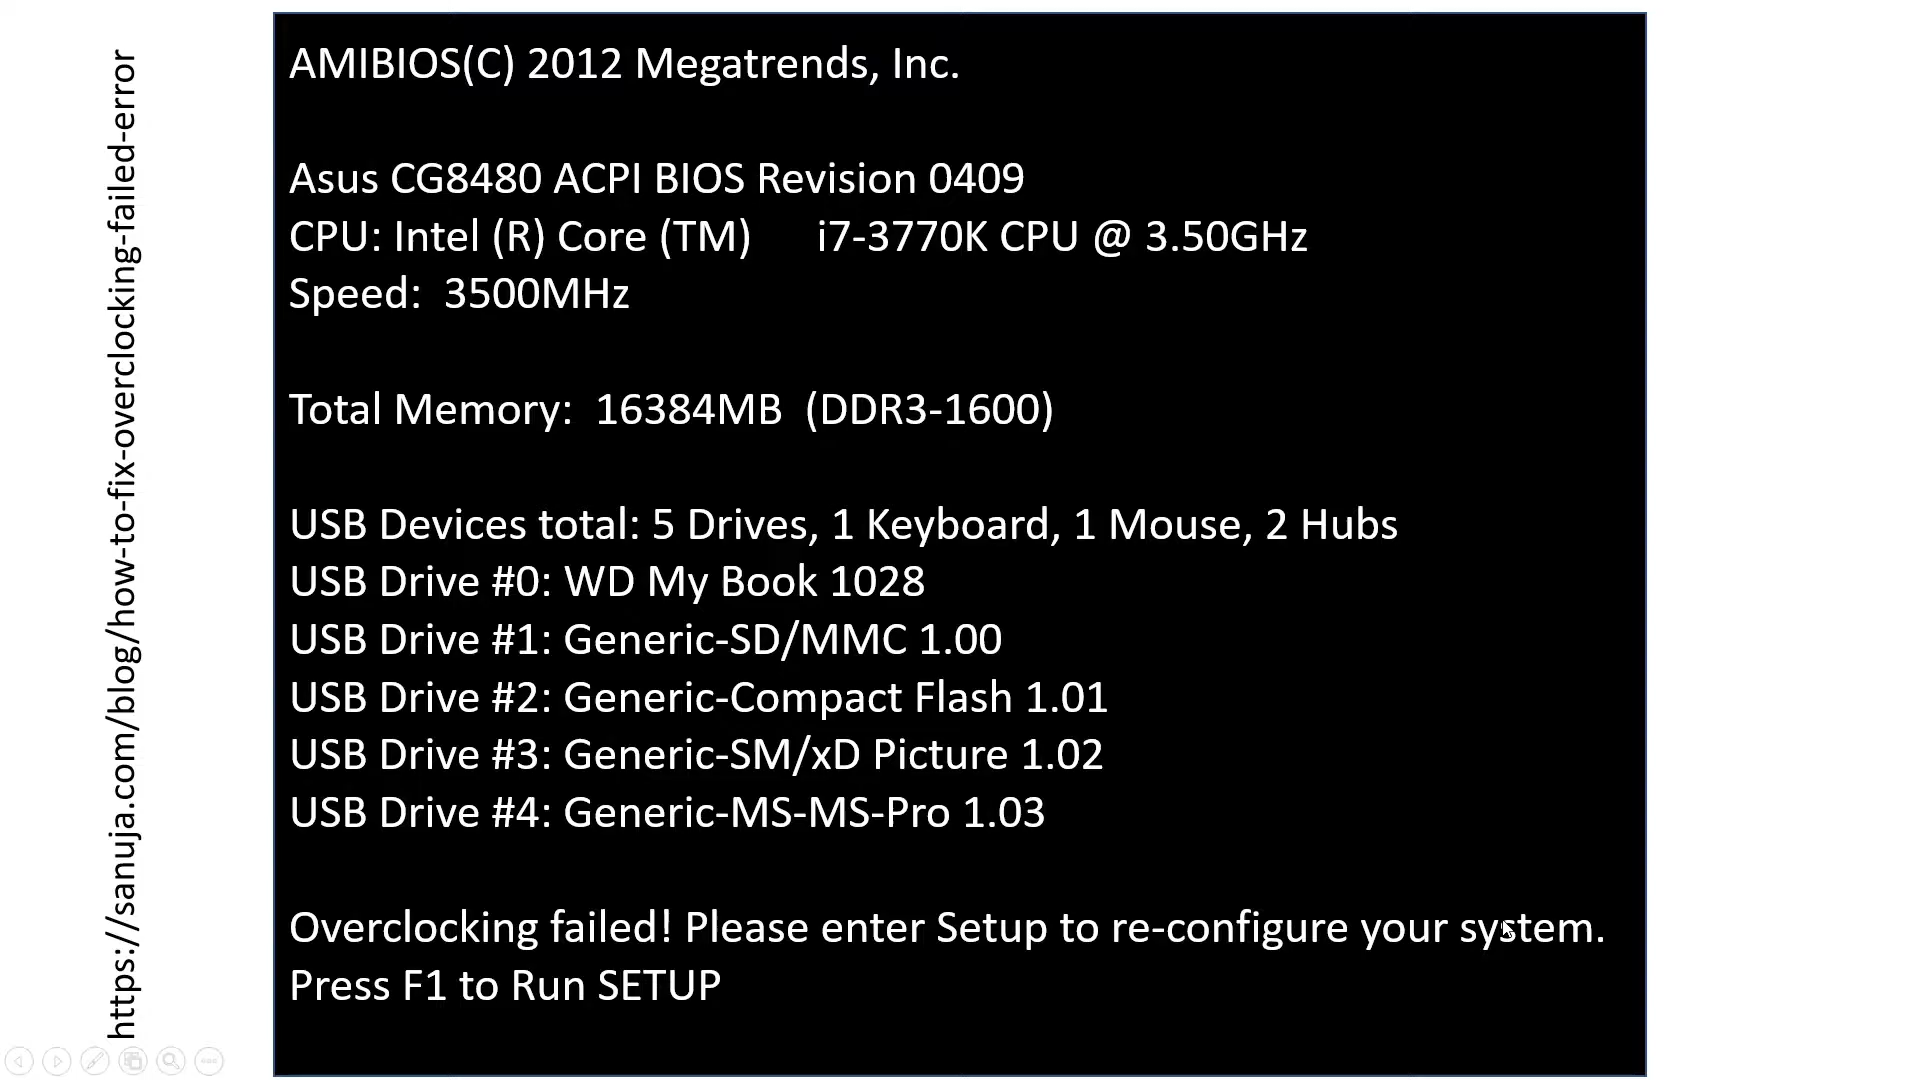 https://sanuja.com/blog/how-to-fix-overclocking-failed-error
AMIBIOS(C) 2012 Megatrends, Inc.
Asus CG8480 ACPI BIOS Revision 0409
CPU: Intel (R) Core (TM) i7-3770K CPU @ 3.50GHz
Speed: 3500MHz
Total Memory: 16384MB (DDR3-1600)
USB Devices total: 5 Drives, 1 Keyboard, 1 Mouse, 2 Hubs
USB Drive #0: WD My Book 1028
USB Drive #1: Generic-SD/MMC 1.00
USB Drive #2: Generic-Compact Flash 1.01
USB Drive #3: Generic-SM/xD Picture 1.02
USB Drive #4: Generic-MS-MS-Pro 1.03
Overclocking failed! Please enter Setup to re-configure your system.
Press F1 to Run SETUP